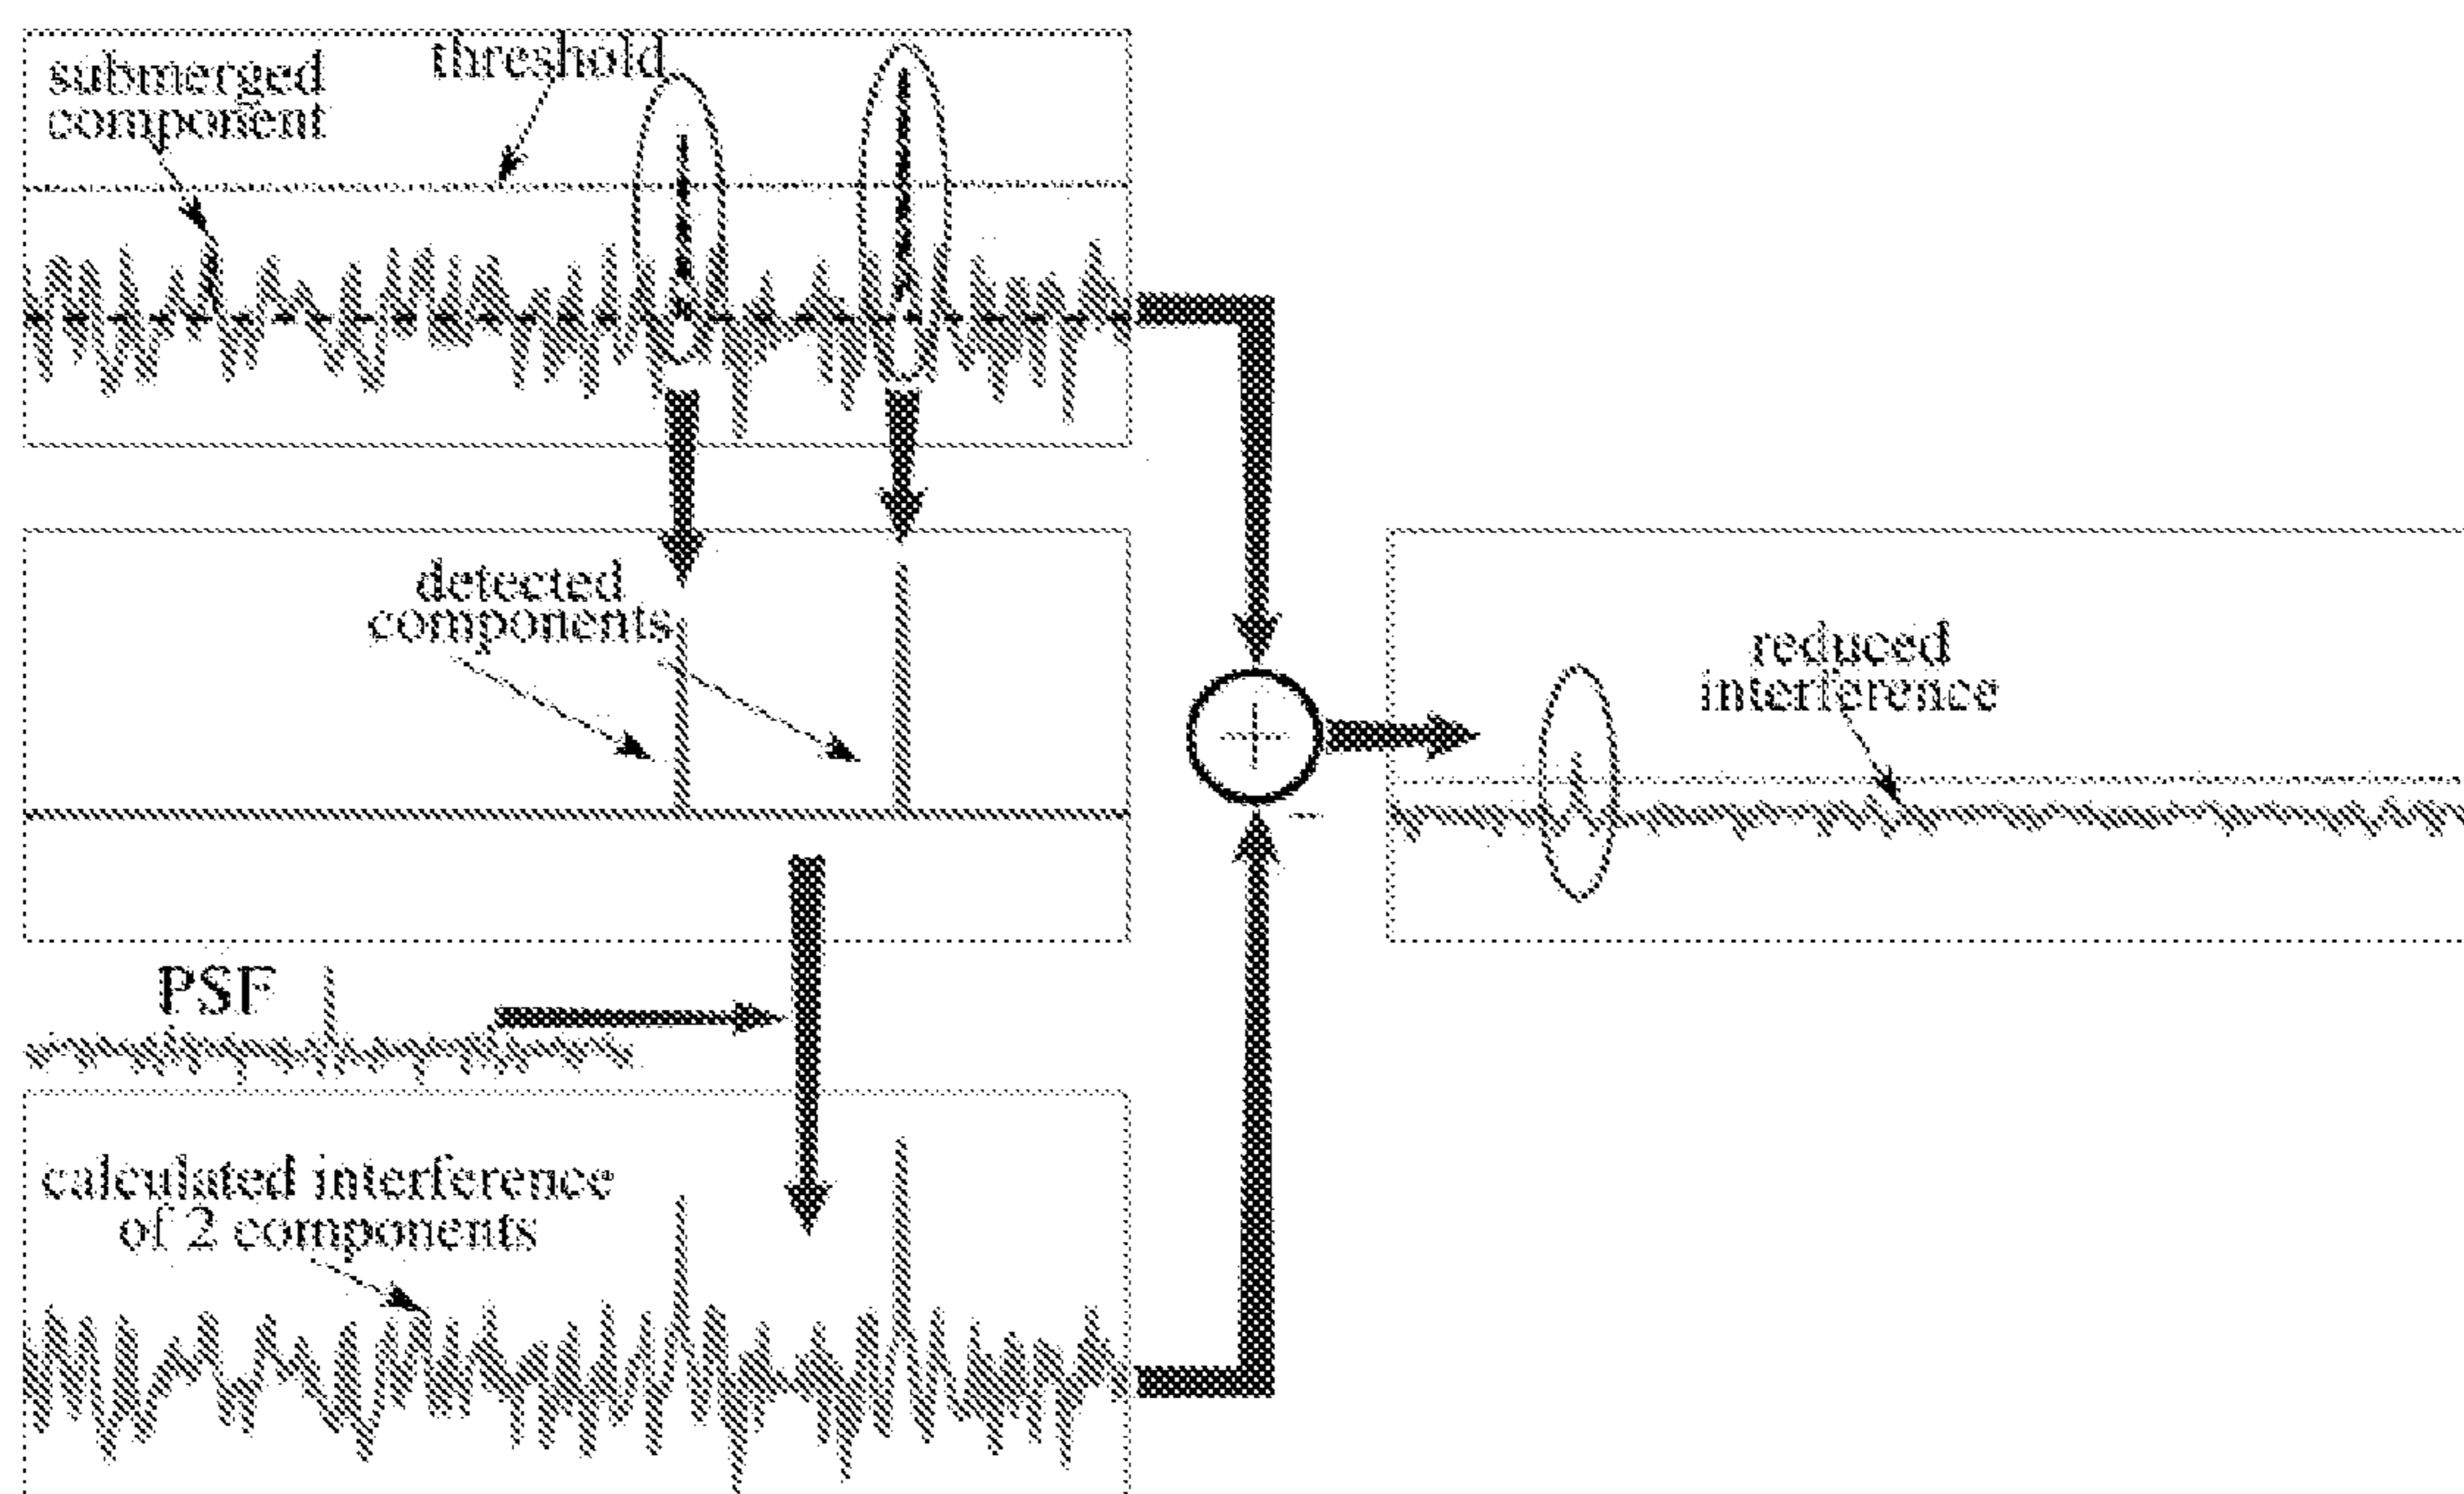 submerged
component
threshold
detected
components
reduced
interference
PSF
calculated interference
of 2 components